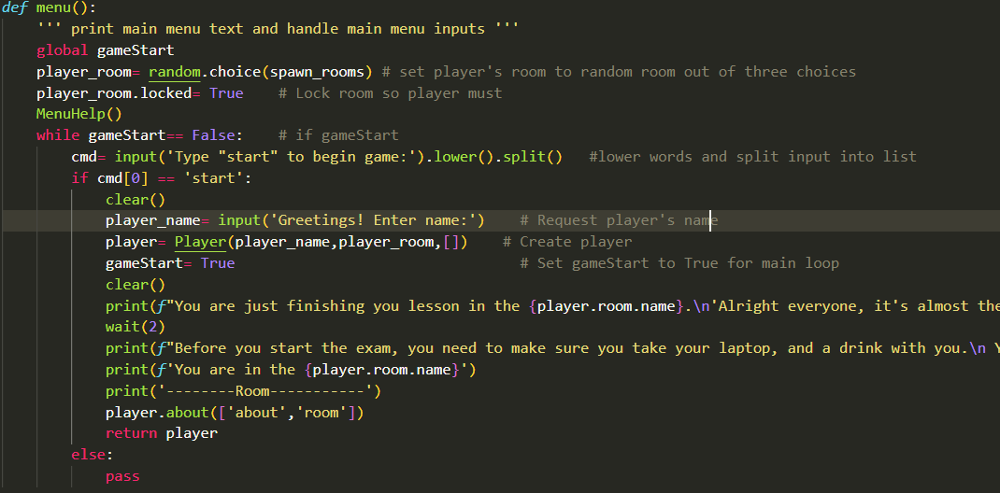 def menu():
''' print main menu text and handle main menu inputs '''
global gameStart
player_room= random.choice(spawn_rooms) # set player's room to random room out of three choices
player_room.locked= True    # Lock room so player must
MenuHelp()
while gameStart== False:    # if gameStart
cmd= input('Type "start" to begin game:').lower().split()   #lower words and split input into list
if cmd[0] == 'start':
clear()
player_name= input('Greetings! Enter name:')    # Request player's name
player= Player(player_name,player_room,[])    # Create player
gameStart= True    # Set gameStart to True for main loop
clear()
print(f"You are just finishing you lesson in the {player.room.name}.\n'Alright everyone, it's almost the
wait(2)
print(f"Before you start the exam, you need to make sure you take your laptop, and a drink with you.\n Y
print(f'You are in the {player.room.name}')
print('--------Room-----------')
player.about(['about','room'])
return player
else:
pass